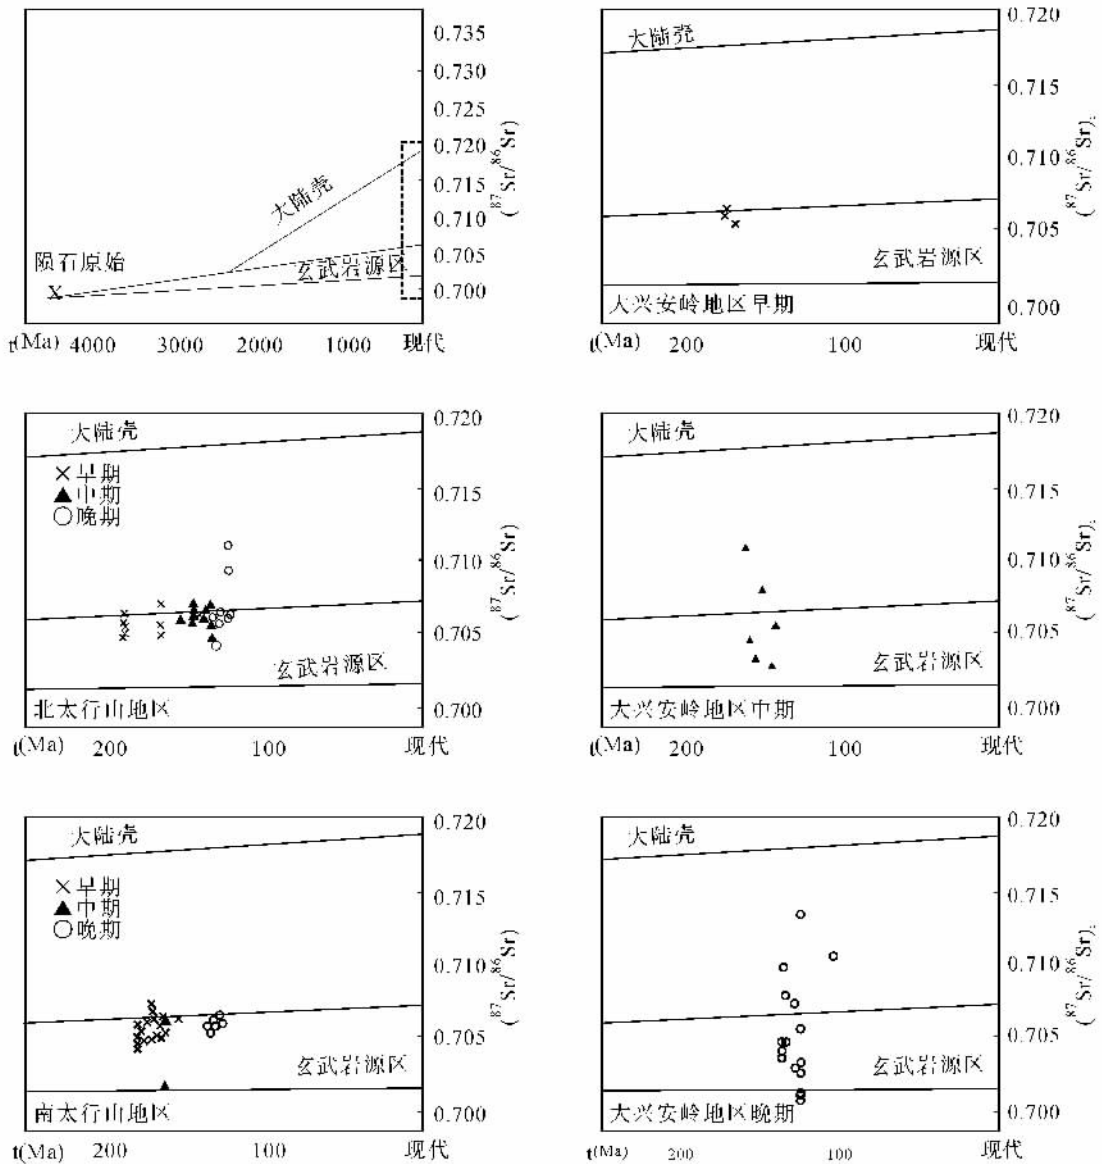 0.735
0.730
0.725
0.720
0.715
0.710
0.705
0.700
(⁸⁷Sr/⁸⁶Sr)
大陆壳
陨石原始
玄武岩源区
t(Ma) 4000 3000 2000 1000 现代
0.720
0.715
0.710
0.705
0.700
(⁸⁷Sr/⁸⁶Sr)ᵢ
大陆壳
玄武岩源区
大兴安岭地区早期
t(Ma) 200 100 现代
0.720
0.715
0.710
0.705
0.700
(⁸⁷Sr/⁸⁶Sr)
大陆壳
早期
中期
晚期
玄武岩源区
北太行山地区
t(Ma) 200 100 现代
0.720
0.715
0.710
0.705
0.700
(⁸⁷Sr/⁸⁶Sr)ᵢ
大陆壳
玄武岩源区
大兴安岭地区中期
t(Ma) 200 100 现代
0.720
0.715
0.710
0.705
0.700
(⁸⁷Sr/⁸⁶Sr)
大陆壳
早期
中期
晚期
玄武岩源区
南太行山地区
t(Ma) 200 100 现代
0.720
0.715
0.710
0.705
0.700
(⁸⁷Sr/⁸⁶Sr)ᵢ
大陆壳
玄武岩源区
大兴安岭地区晚期
t(Ma) 200 100 现代